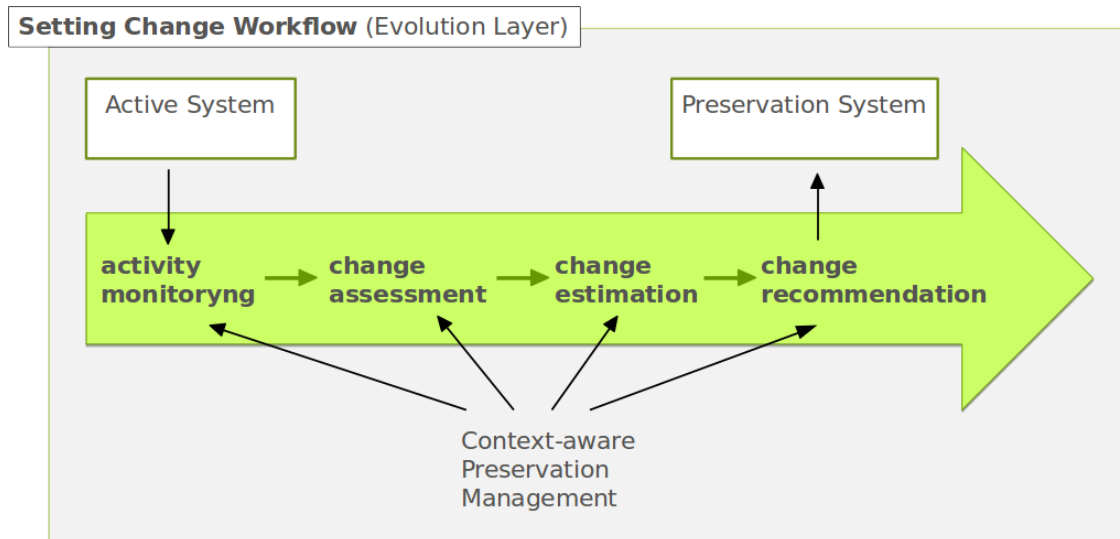 Setting Change Workflow (Evolution Layer)
Active System
Preservation System
activity
monitoryng
change
assessment
change
estimation
change
recommendation
Context-aware
Preservation
Management